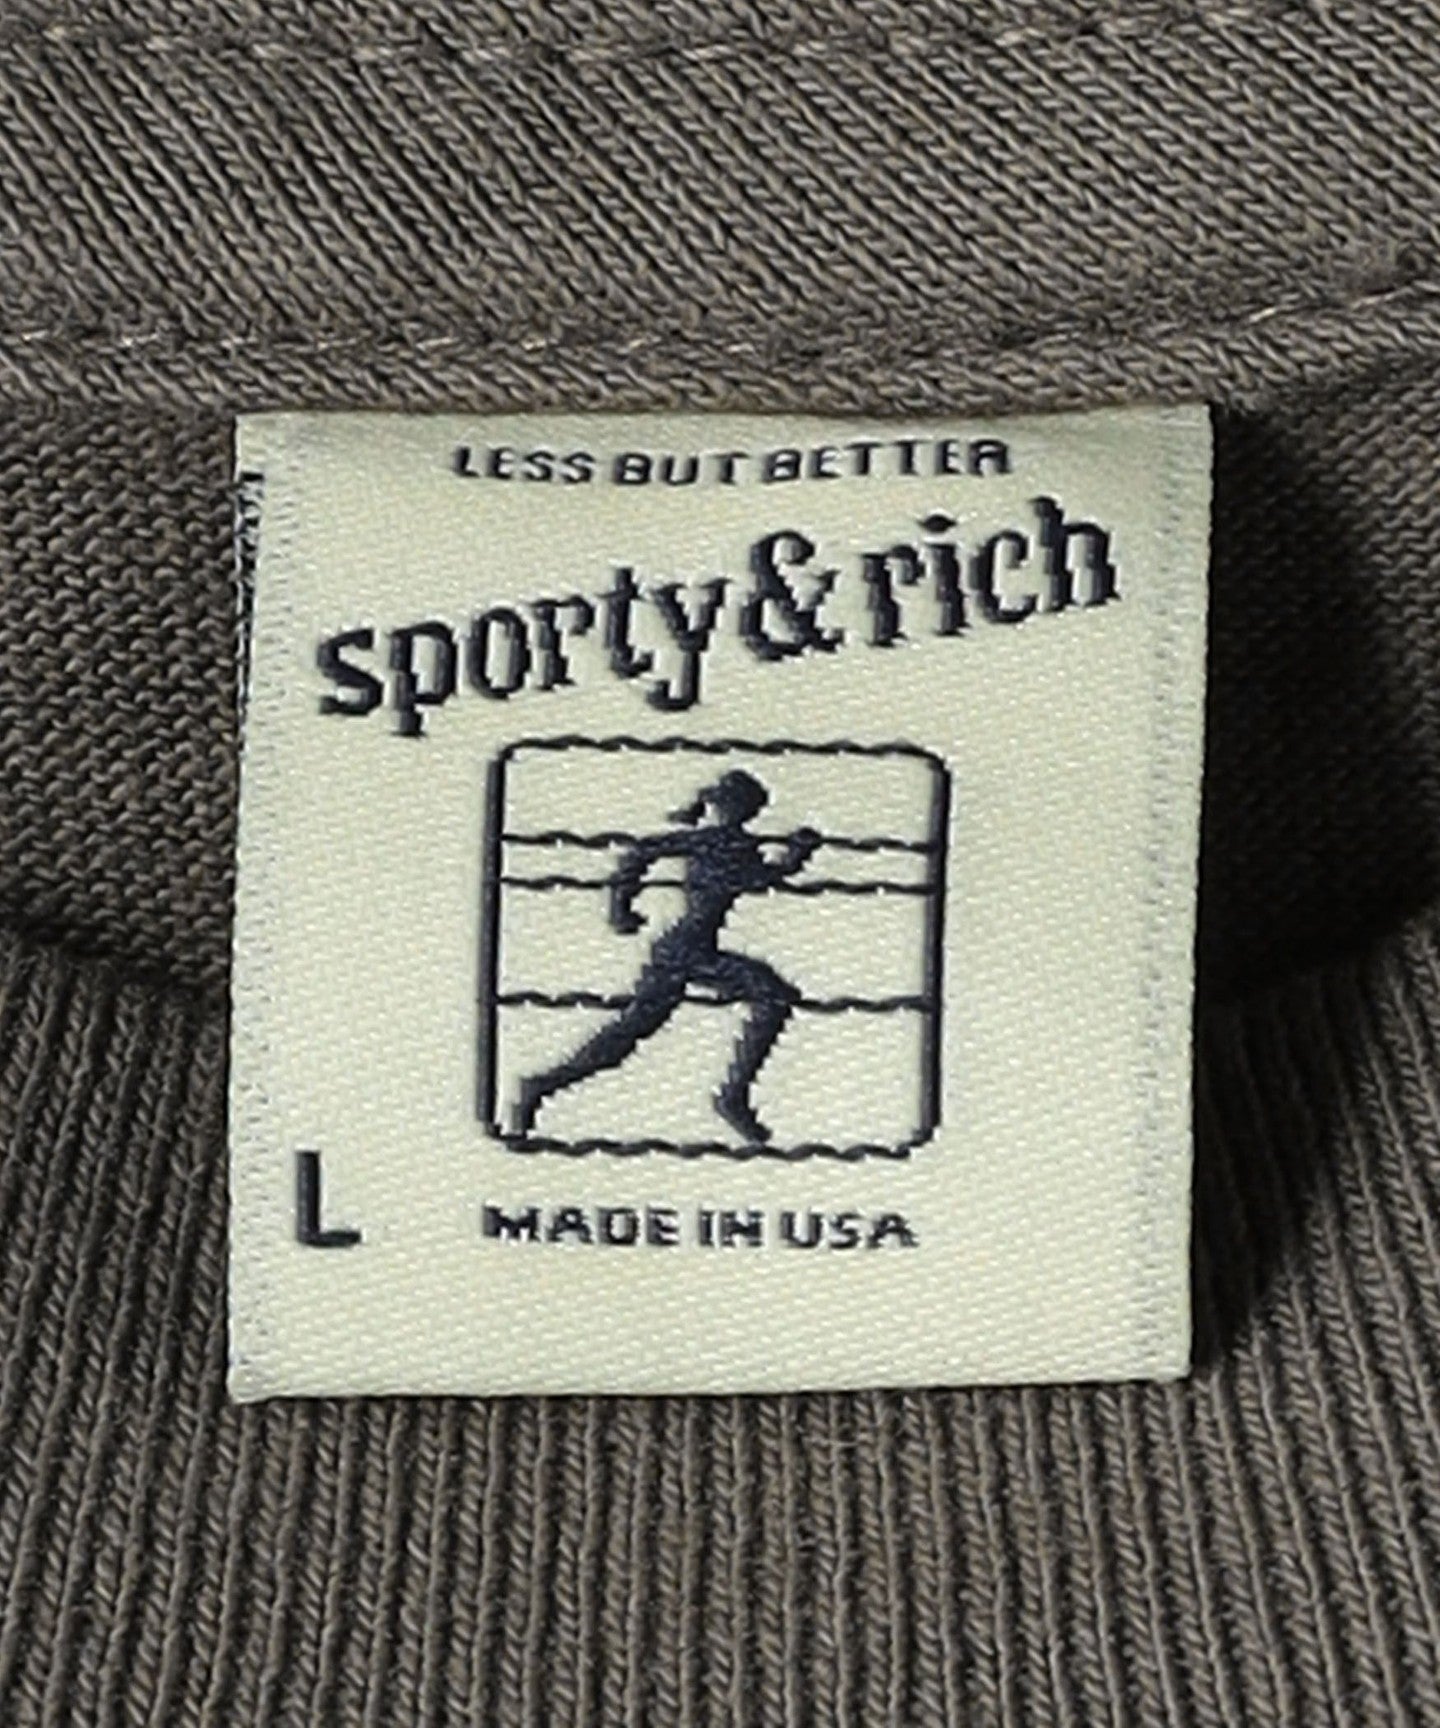 LESS BUT BETTER
sporty & rich
L
MADE IN USA